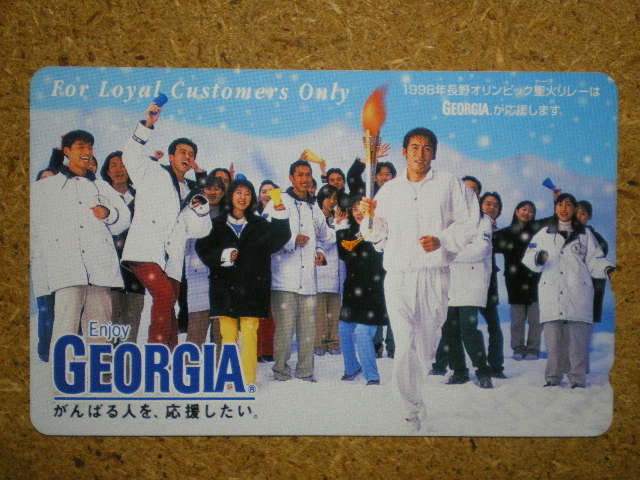 For Loyal Customers Only
1998年長野オリンピック聖火リレーは
GEORGIA が応援します。
Enjoy
GEORGIA®
がんばる人を、応援したい。